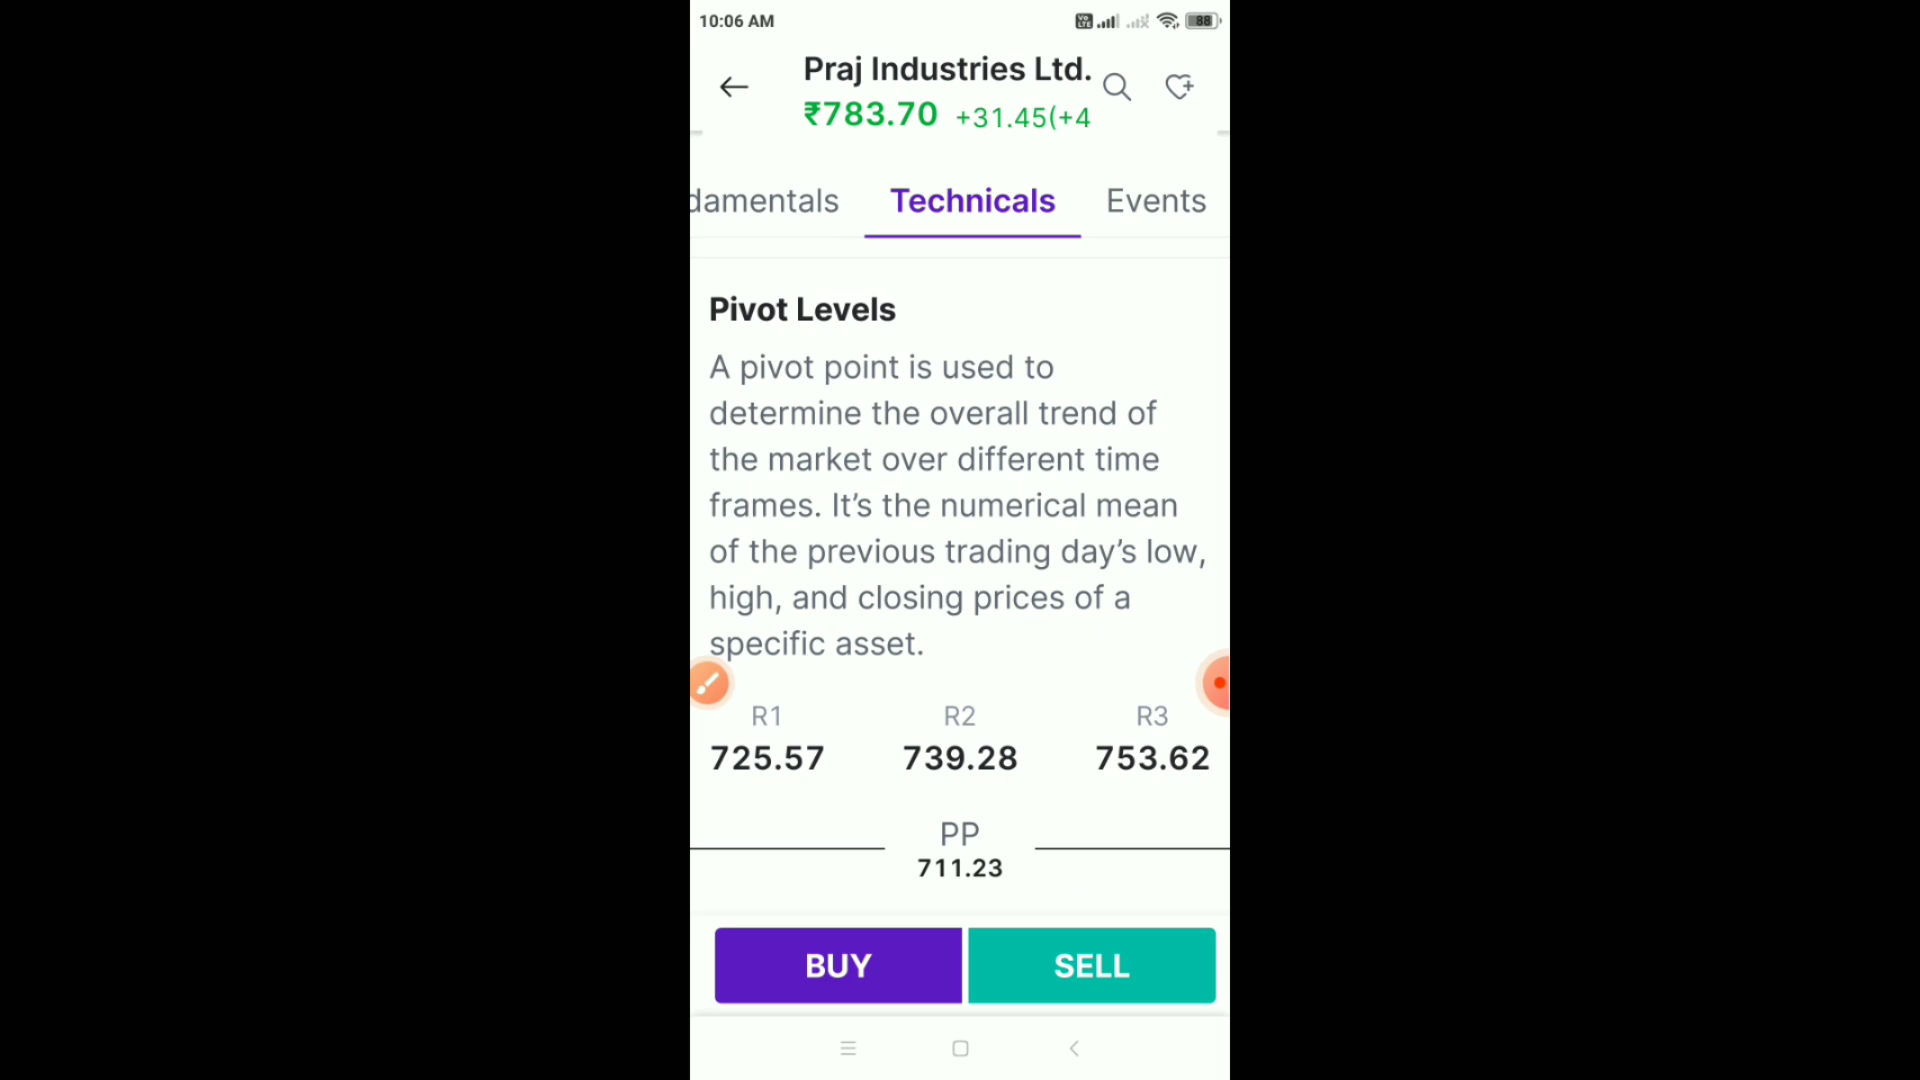 10:06 AM
Vo LTE
88
Praj Industries Ltd.
₹783.70 +31.45(+4
damentals Technicals Events
Pivot Levels
A pivot point is used to
determine the overall trend of
the market over different time
frames. It’s the numerical mean
of the previous trading day’s low,
high, and closing prices of a
specific asset.
R1 R2 R3
725.57 739.28 753.62
PP
711.23
BUY SELL